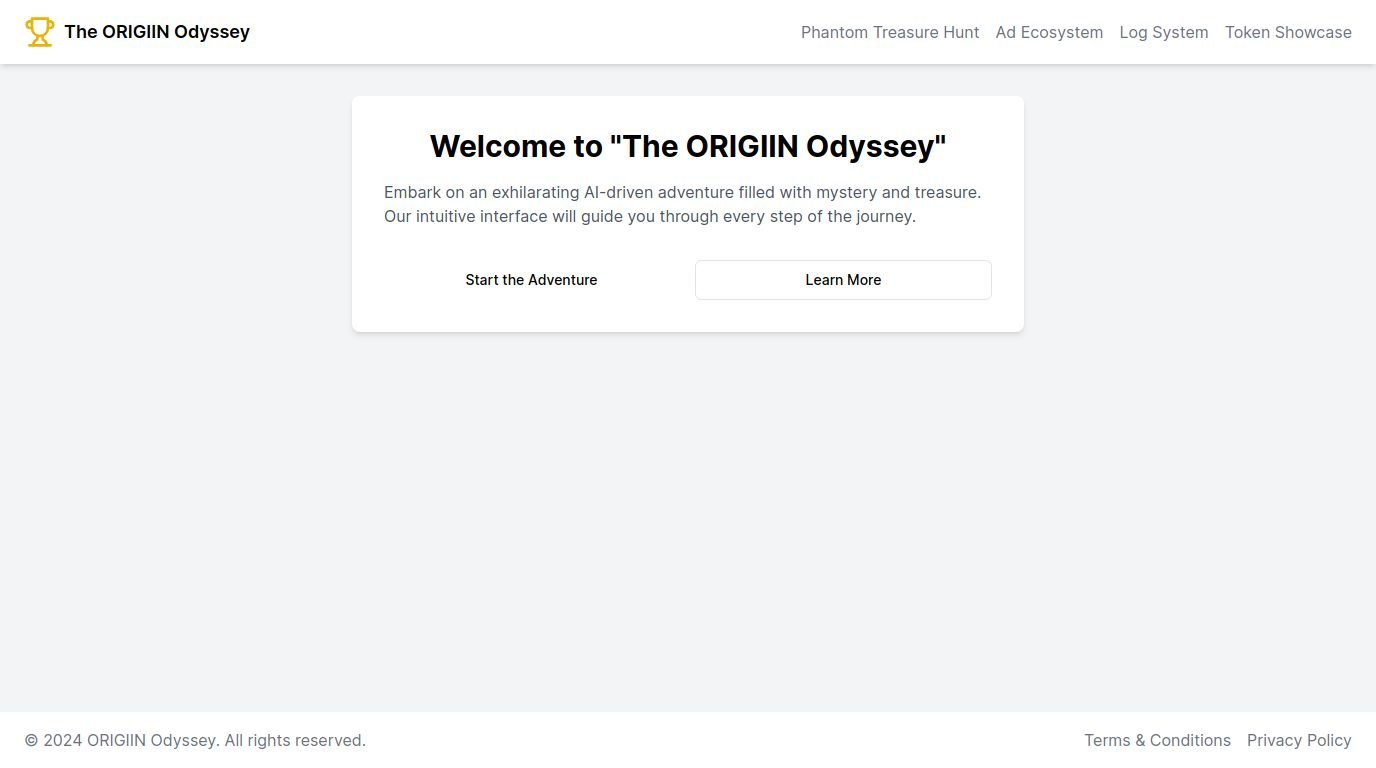 The ORIGIIN Odyssey
Phantom Treasure Hunt Ad Ecosystem Log System Token Showcase
Welcome to "The ORIGIIN Odyssey"
Embark on an exhilarating AI-driven adventure filled with mystery and treasure.
Our intuitive interface will guide you through every step of the journey.
Start the Adventure
Learn More
© 2024 ORIGIIN Odyssey. All rights reserved.
Terms & Conditions Privacy Policy